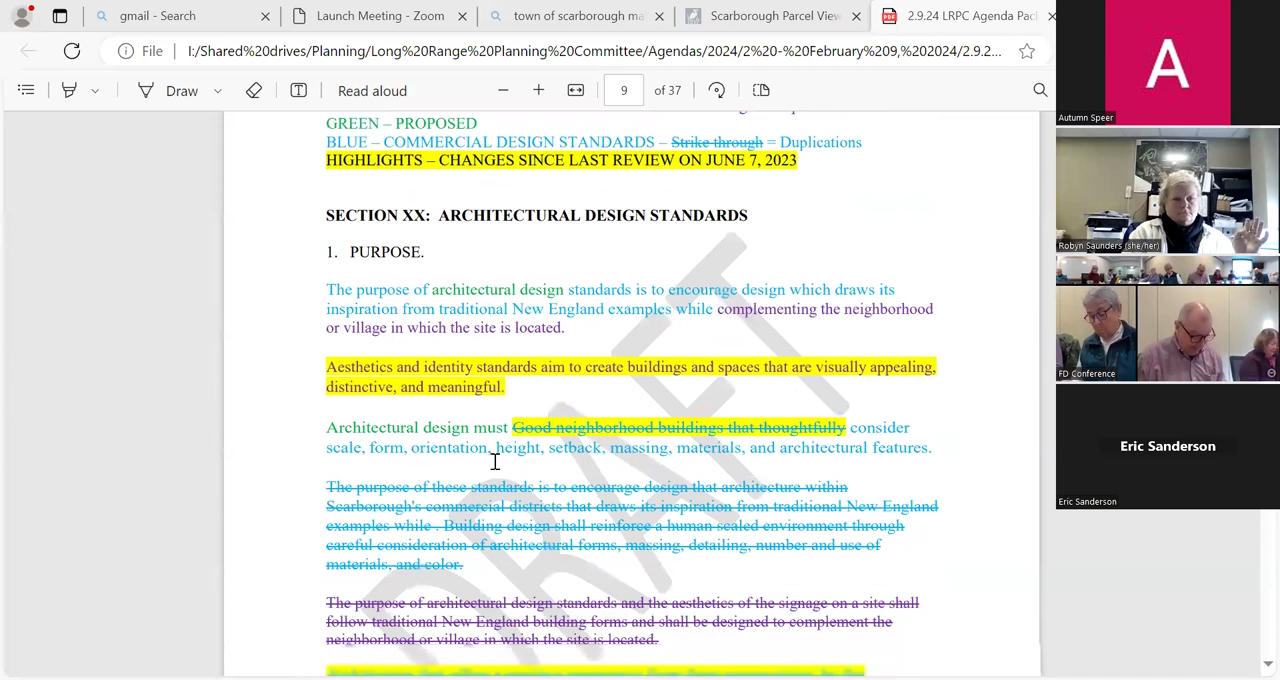 gmail - Search
Launch Meeting - Zoom
town of scarborough ma
Scarborough Parcel View
2.9.24 LRPC Agenda Pac
File
I:/Shared%20drives/Planning/Long%20Range%20Planning%20Committee/Agendas/2024/2%20-%20February%209,%202024/2.9.2...
Draw
Read aloud
9
of 37
GREEN – PROPOSED
BLUE – COMMERCIAL DESIGN STANDARDS – Strike through = Duplications
HIGHLIGHTS – CHANGES SINCE LAST REVIEW ON JUNE 7, 2023
SECTION XX: ARCHITECTURAL DESIGN STANDARDS
1. PURPOSE.
The purpose of architectural design standards is to encourage design which draws its
inspiration from traditional New England examples while complementing the neighborhood
or village in which the site is located.
Aesthetics and identity standards aim to create buildings and spaces that are visually appealing,
distinctive, and meaningful.
Architectural design must Good neighborhood buildings that thoughtfully consider
scale, form, orientation, height, setback, massing, materials, and architectural features.
The purpose of these standards is to encourage design that architecture within
Scarborough's commercial districts that draws its inspiration from traditional New England
examples while . Building design shall reinforce a human scaled environment through
careful consideration of architectural forms, massing, detailing, number and use of
materials, and color.
The purpose of architectural design standards and the aesthetics of the signage on a site shall
follow traditional New England building forms and shall be designed to complement the
neighborhood or village in which the site is located.
DRAFT
A
Autumn Speer
Robyn Saunders (she/her)
FD Conference
Eric Sanderson
Eric Sanderson